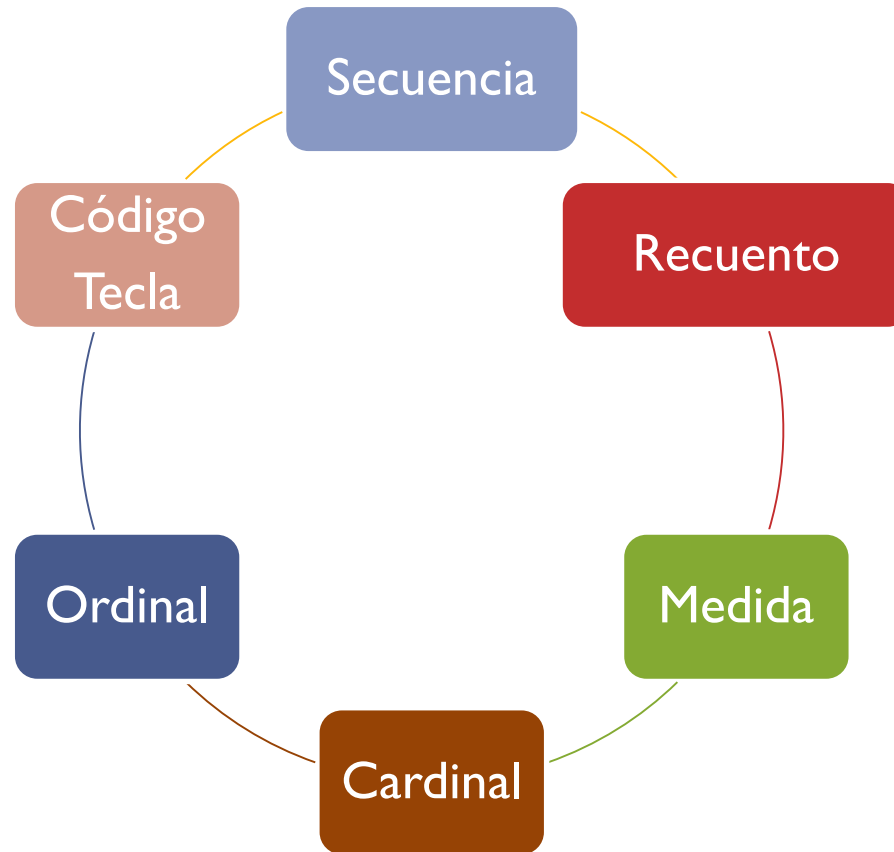 Secuencia
Recuento
Medida
Cardinal
Ordinal
Código
Tecla